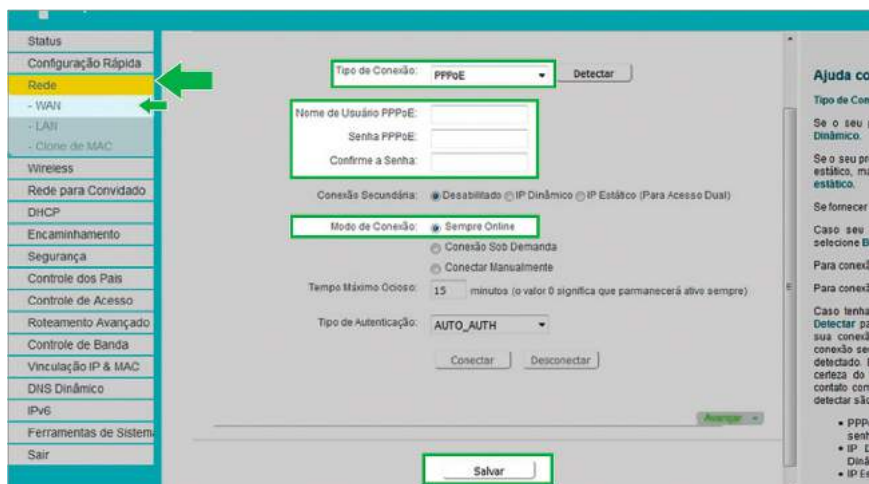 Status
Configuração Rápida
Rede
- WAN
- LAN
- Clone de MAC
Wireless
Rede para Convidado
DHCP
Encaminhamento
Segurança
Controle dos Pais
Controle de Acesso
Roteamento Avançado
Controle de Banda
Vinculação IP & MAC
DNS Dinâmico
IPv6
Ferramentas de Sistema
Sair
Tipo de Conexão: PPPoE Detectar
Nome de Usuário PPPoE:
Senha PPPoE:
Confirme a Senha:
Conexão Secundária: Desabilitado IP Dinâmico IP Estático (Para Acesso Dual)
Modo de Conexão: Sempre Online
Conexão Sob Demanda
Conectar Manualmente
Tempo Máximo Ocioso: 15 minutos (o valor 0 significa que parmanecerá ativo sempre)
Tipo de Autenticação: AUTO_AUTH
Conectar Desconectar
Avançar
Salvar
Ajuda co
Tipo de Con
Se o seu
Dinâmico.
Se o seu pr
estático, ma
estático.
Se fornecer
Caso seu
selecione B
Para conexã
Para conexã
Caso tenha
Detectar pa
sua conexã
conexão se
detectado.
certeza do
contato com
detectar são
• PPP
senh
• IP D
Dinâ
• IP Es